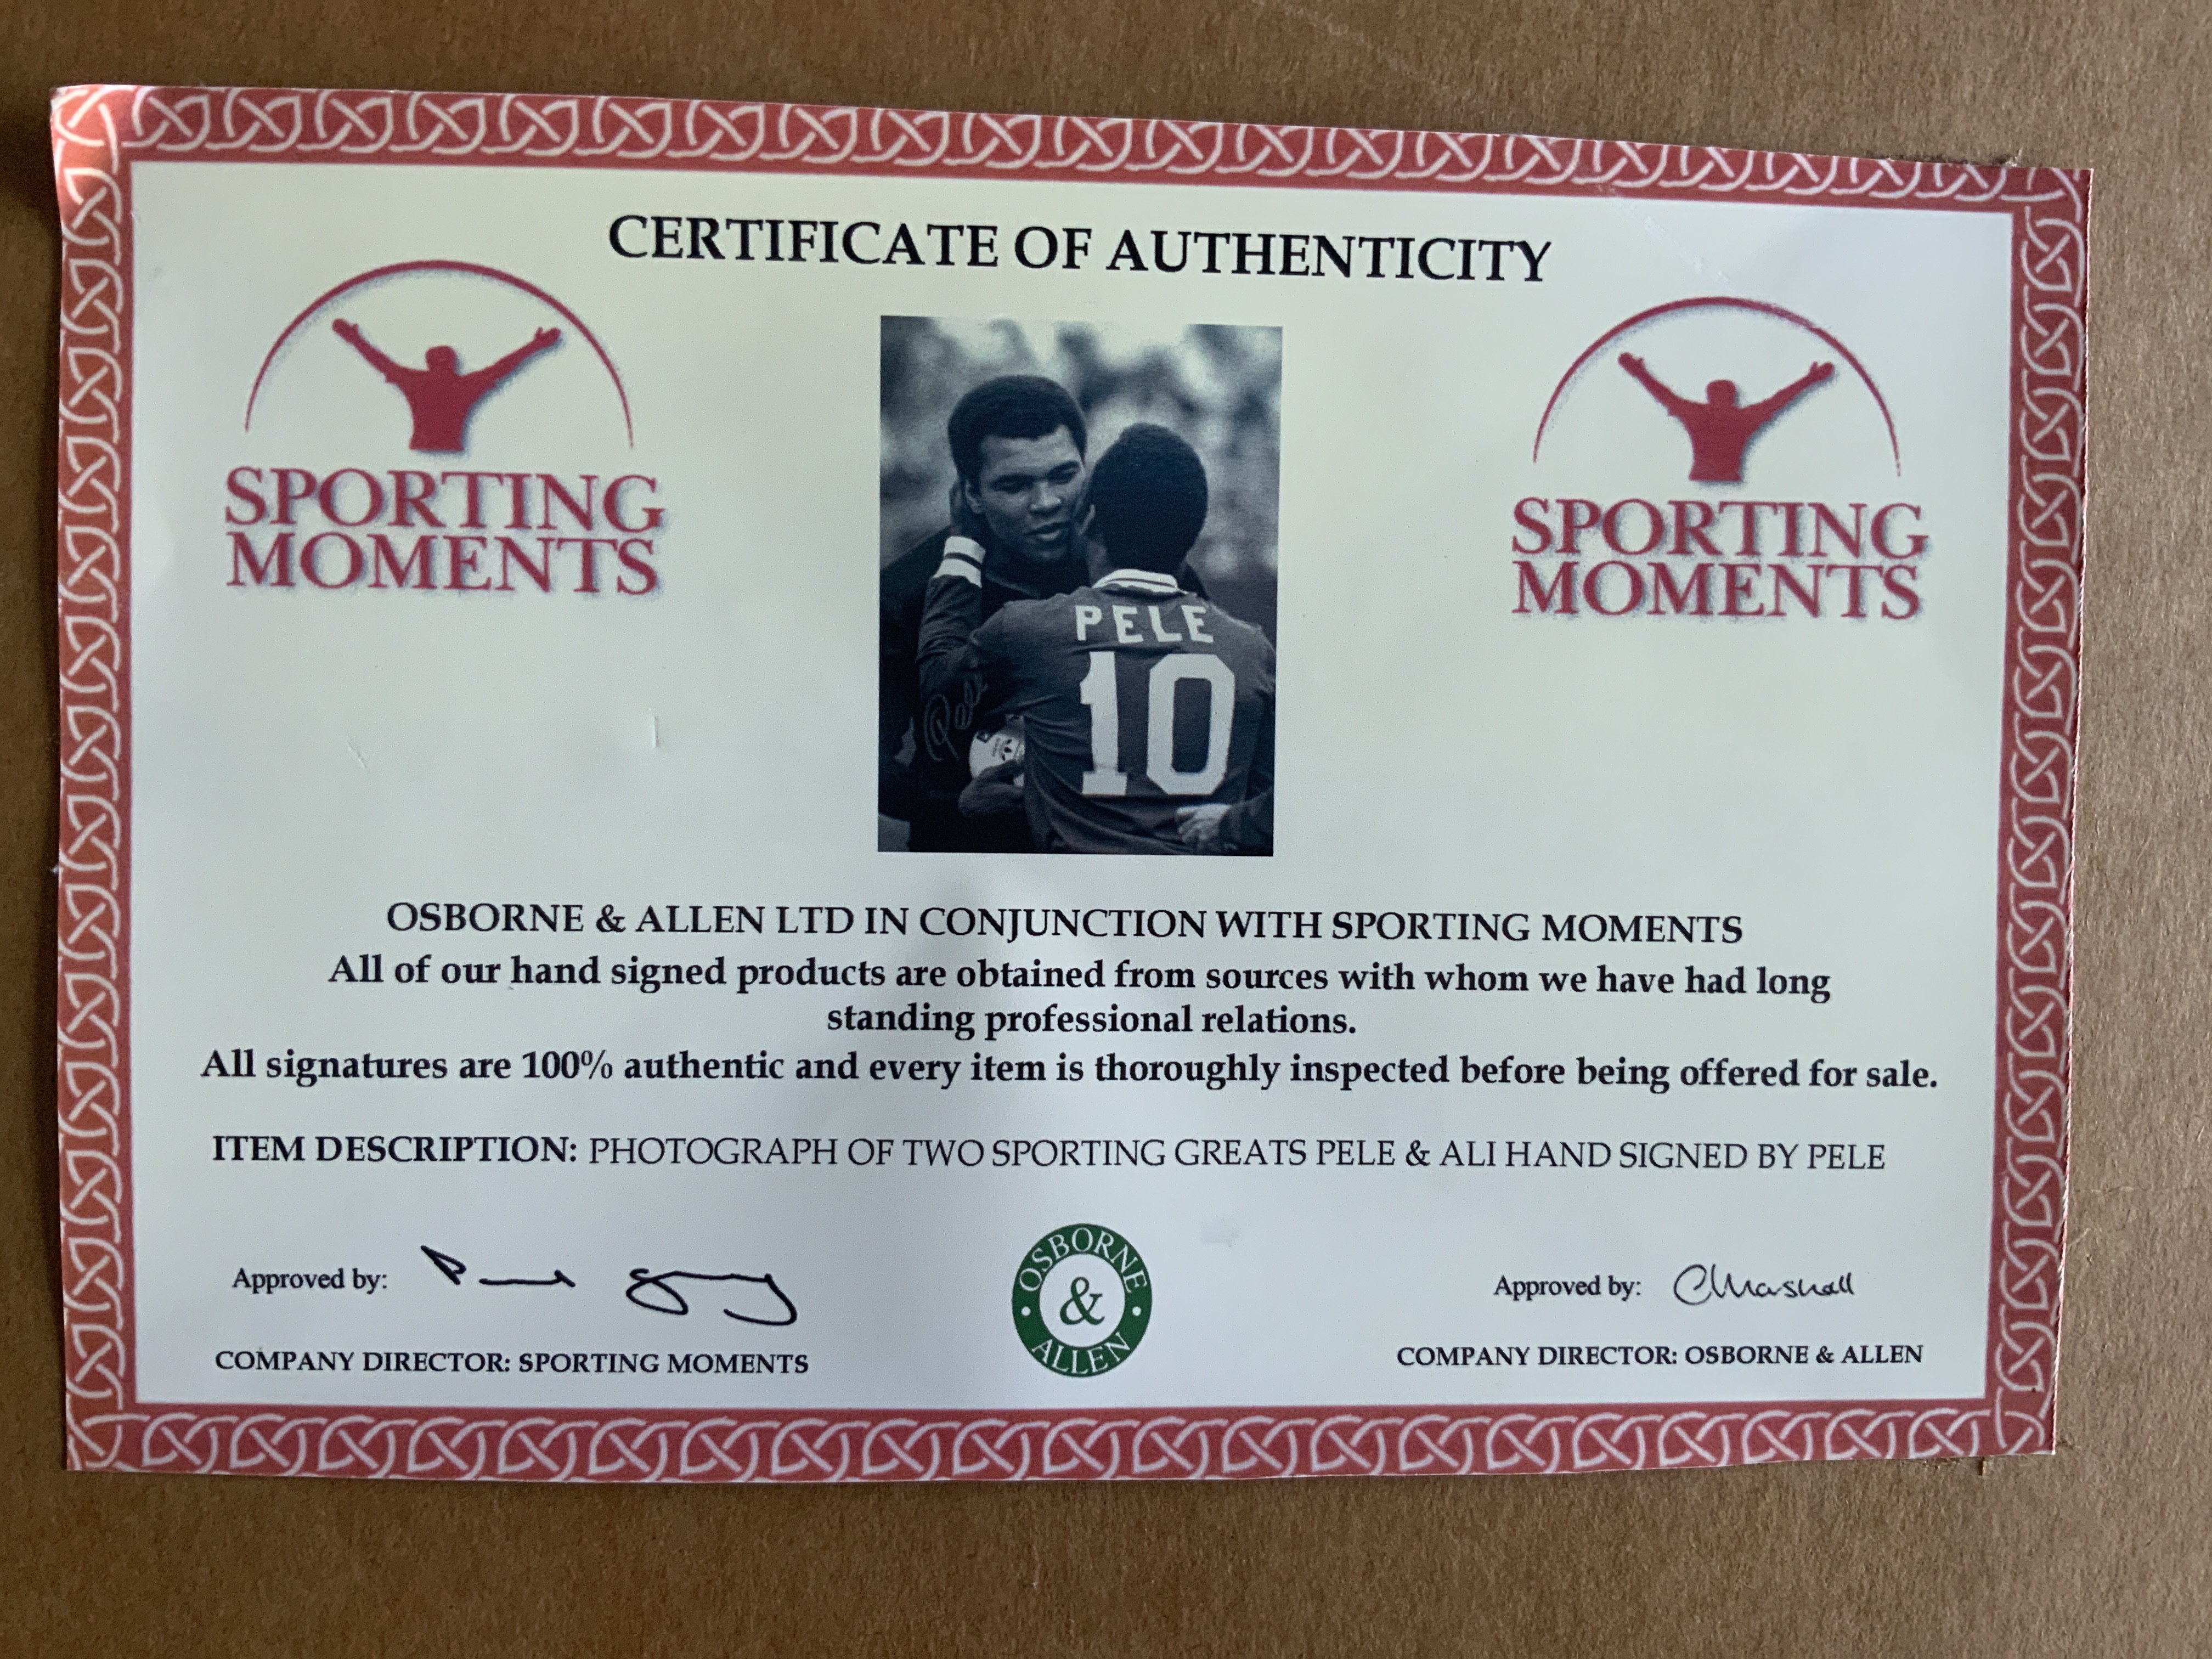 CERTIFICATE OF AUTHENTICITY
SPORTING
MOMENTS
SPORTING
MOMENTS
PELE
10
Pele
OSBORNE & ALLEN LTD IN CONJUNCTION WITH SPORTING MOMENTS
All of our hand signed products are obtained from sources with whom we have had long
standing professional relations.
All signatures are 100% authentic and every item is thoroughly inspected before being offered for sale.
ITEM DESCRIPTION: PHOTOGRAPH OF TWO SPORTING GREATS PELE & ALI HAND SIGNED BY PELE
Approved by:
COMPANY DIRECTOR: SPORTING MOMENTS
OSBORNE
&
ALLEN
Approved by: CMarshall
COMPANY DIRECTOR: OSBORNE & ALLEN